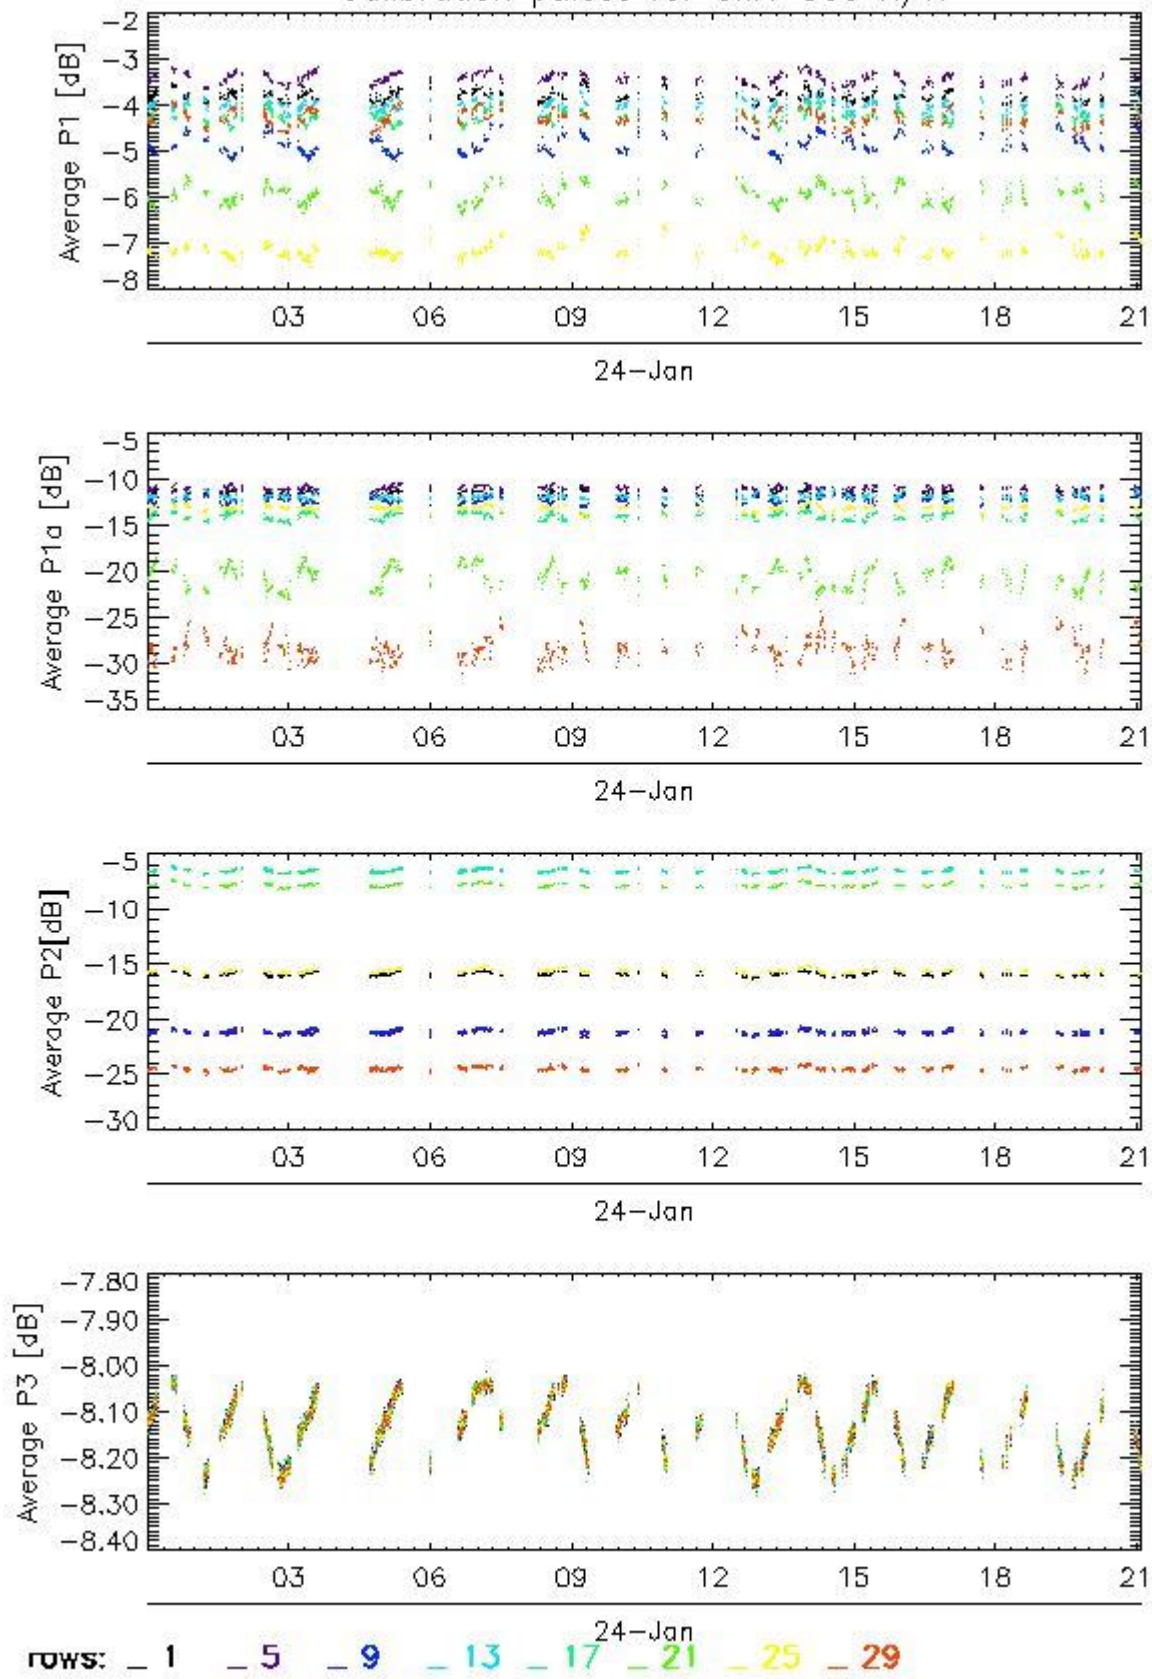 -2
-3
-4
-5
-6
-7
-8
Average P1 [dB]
03 06 09 12 15 18 21
24-Jan
-5
-10
-15
-20
-25
-30
-35
Average P1a [dB]
03 06 09 12 15 18 21
24-Jan
-5
-10
-15
-20
-25
-30
Average P2[dB]
03 06 09 12 15 18 21
24-Jan
-7.80
-7.90
-8.00
-8.10
-8.20
-8.30
-8.40
Average P3 [dB]
03 06 09 12 15 18 21
24-Jan
rows: _ 1 _ 5 _ 9 _ 13 _ 17 _ 21 _ 25 _ 29